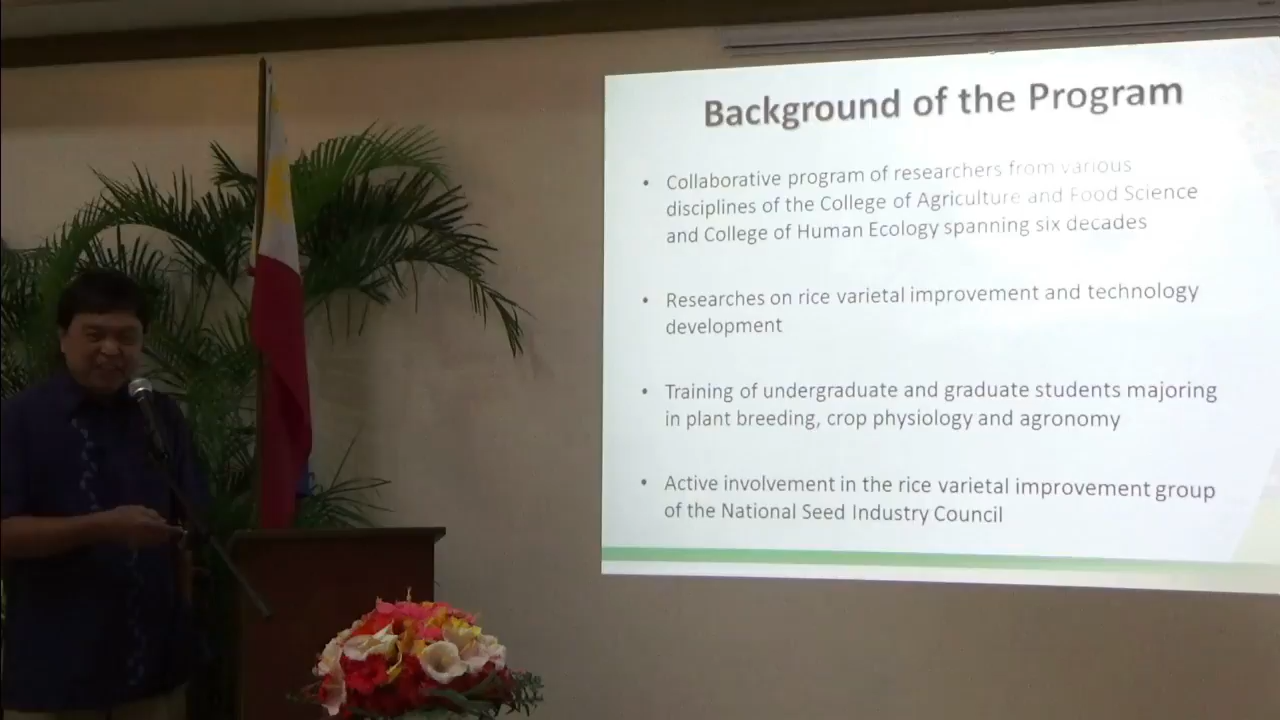 Background of the Program
• Collaborative program of researchers from various
disciplines of the College of Agriculture and Food Science
and College of Human Ecology spanning six decades
• Researches on rice varietal improvement and technology
development
• Training of undergraduate and graduate students majoring
in plant breeding, crop physiology and agronomy
• Active involvement in the rice varietal improvement group
of the National Seed Industry Council